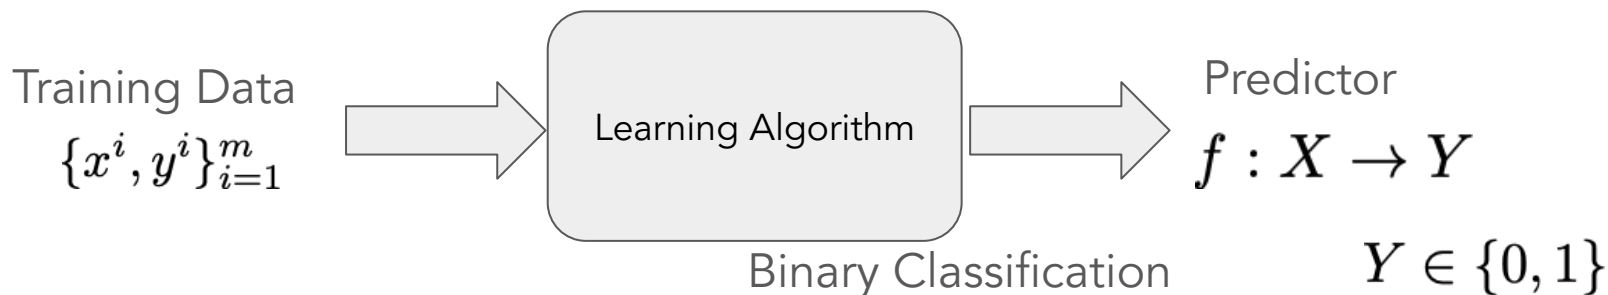 Training Data
{x^i, y^i}_{i=1}^m
Learning Algorithm
Predictor
f : X → Y
Binary Classification
Y ∈ {0, 1}